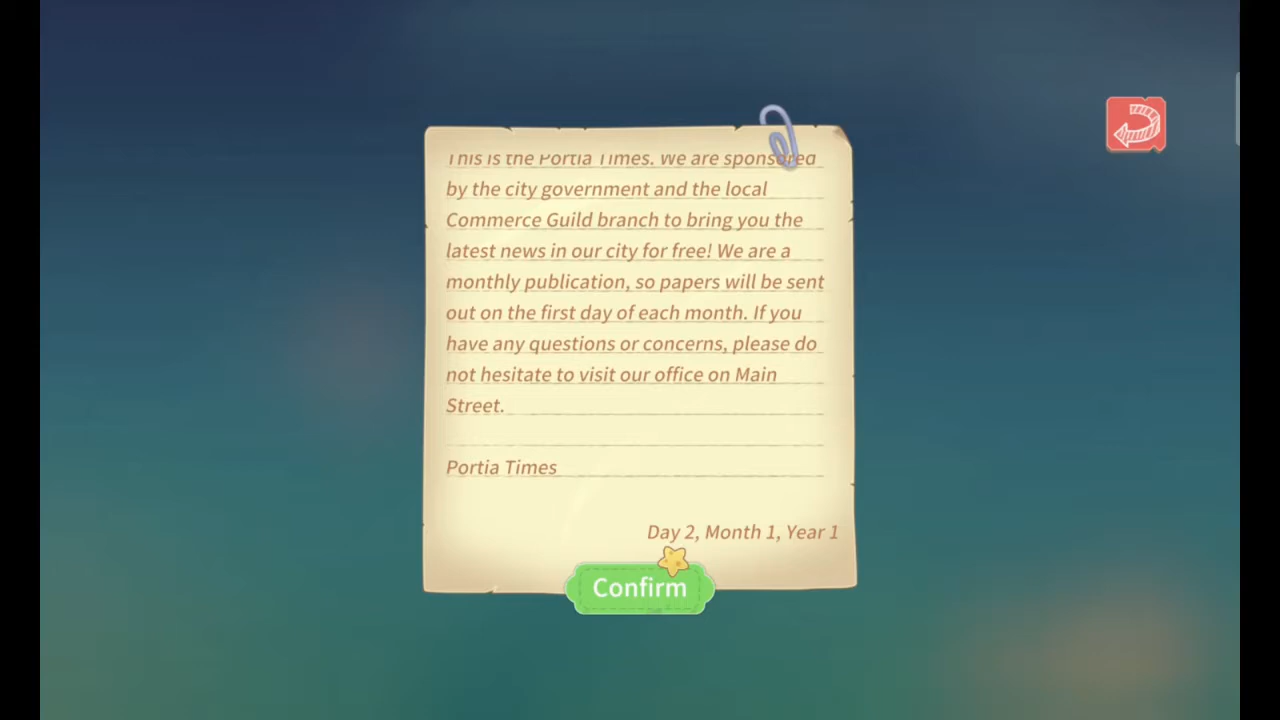 This is the Portia Times. We are sponsored
by the city government and the local
Commerce Guild branch to bring you the
latest news in our city for free! We are a
monthly publication, so papers will be sent
out on the first day of each month. If you
have any questions or concerns, please do
not hesitate to visit our office on Main
Street.
Portia Times
Day 2, Month 1, Year 1
Confirm